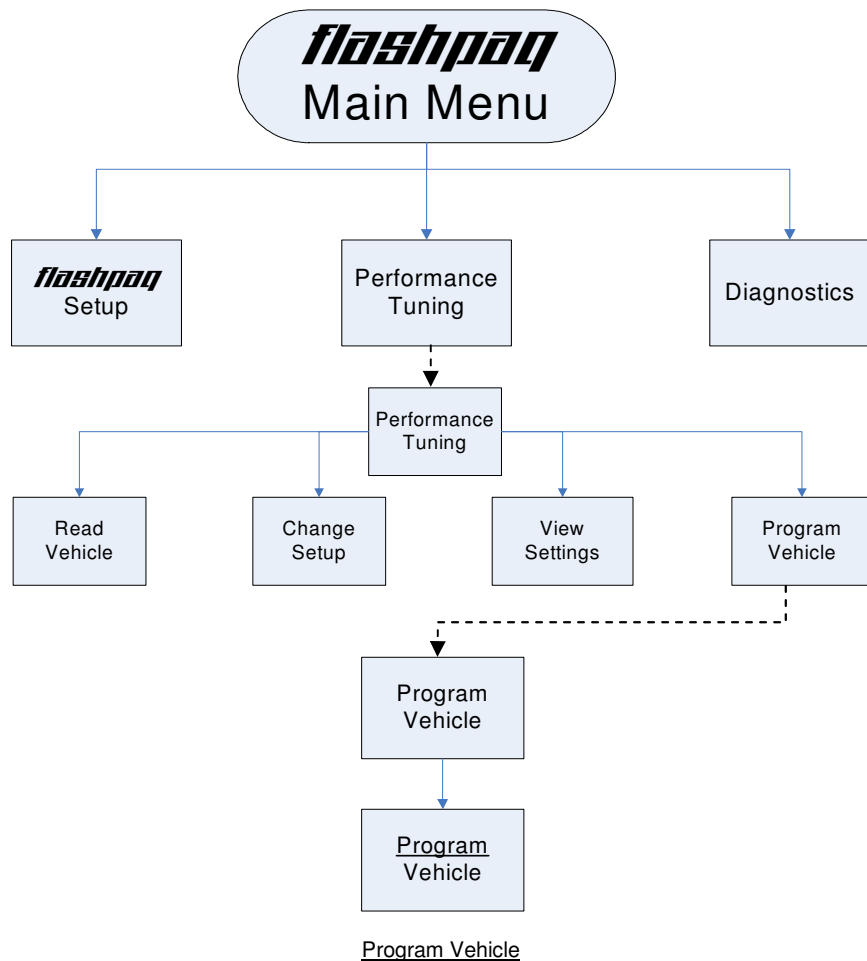 flashpaq
Main Menu
flashpaq
Setup
Performance
Tuning
Diagnostics
Performance
Tuning
Read
Vehicle
Change
Setup
View
Settings
Program
Vehicle
Program
Vehicle
Program
Vehicle
Program Vehicle